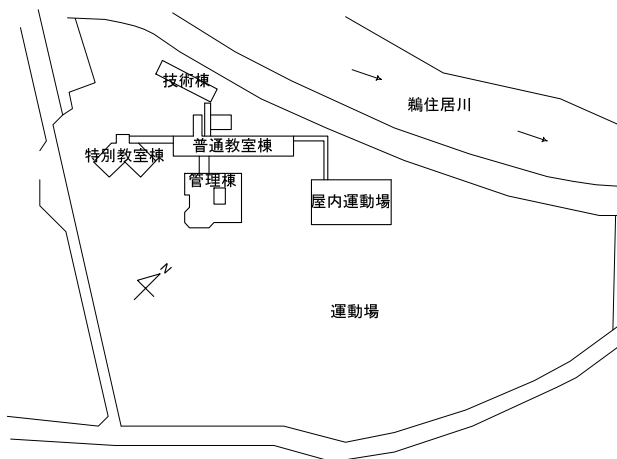 技術棟
鵜住居川
普通教室棟
特別教室棟
管理棟
屋内運動場
N
運動場